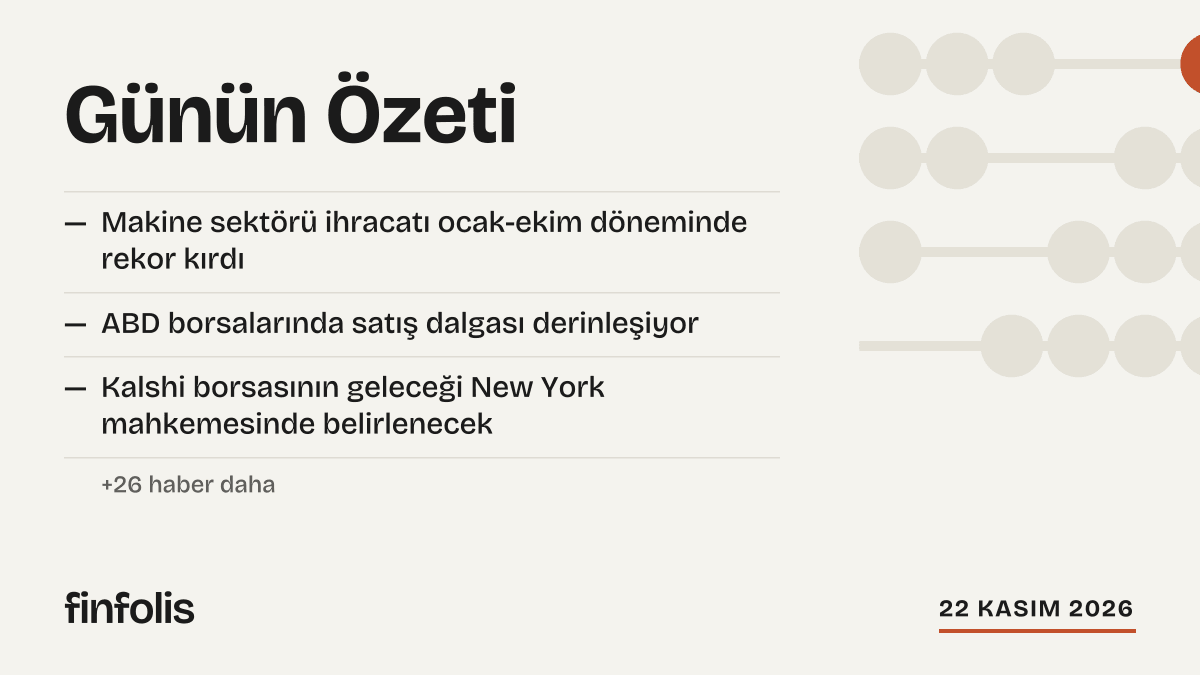 Günün Özeti
— Makine sektörü ihracatı ocak-ekim döneminde
rekor kırdı
— ABD borsalarında satış dalgası derinleşiyor
— Kalshi borsasının geleceği New York
mahkemesinde belirlenecek
+26 haber daha
finfolis
22 KASIM 2026